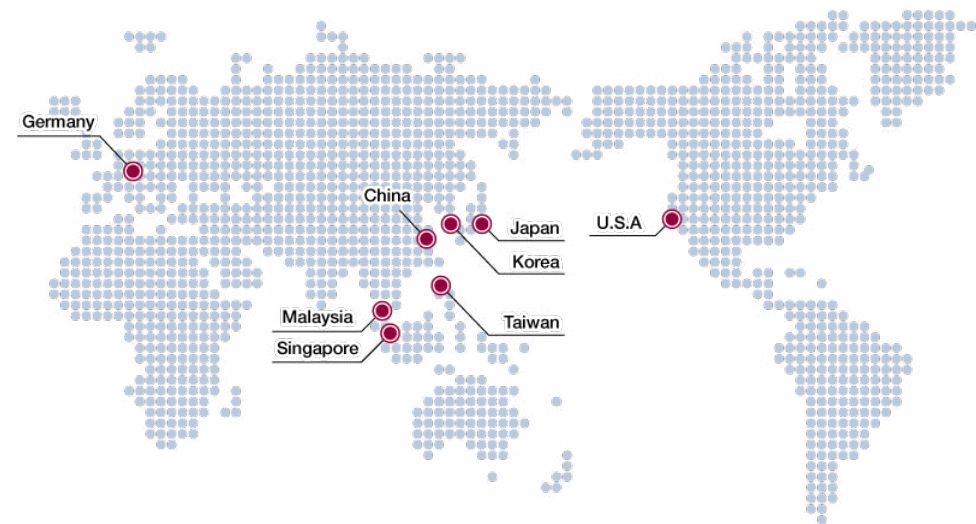 Germany
China
Japan
U.S.A
Korea
Malaysia
Taiwan
Singapore